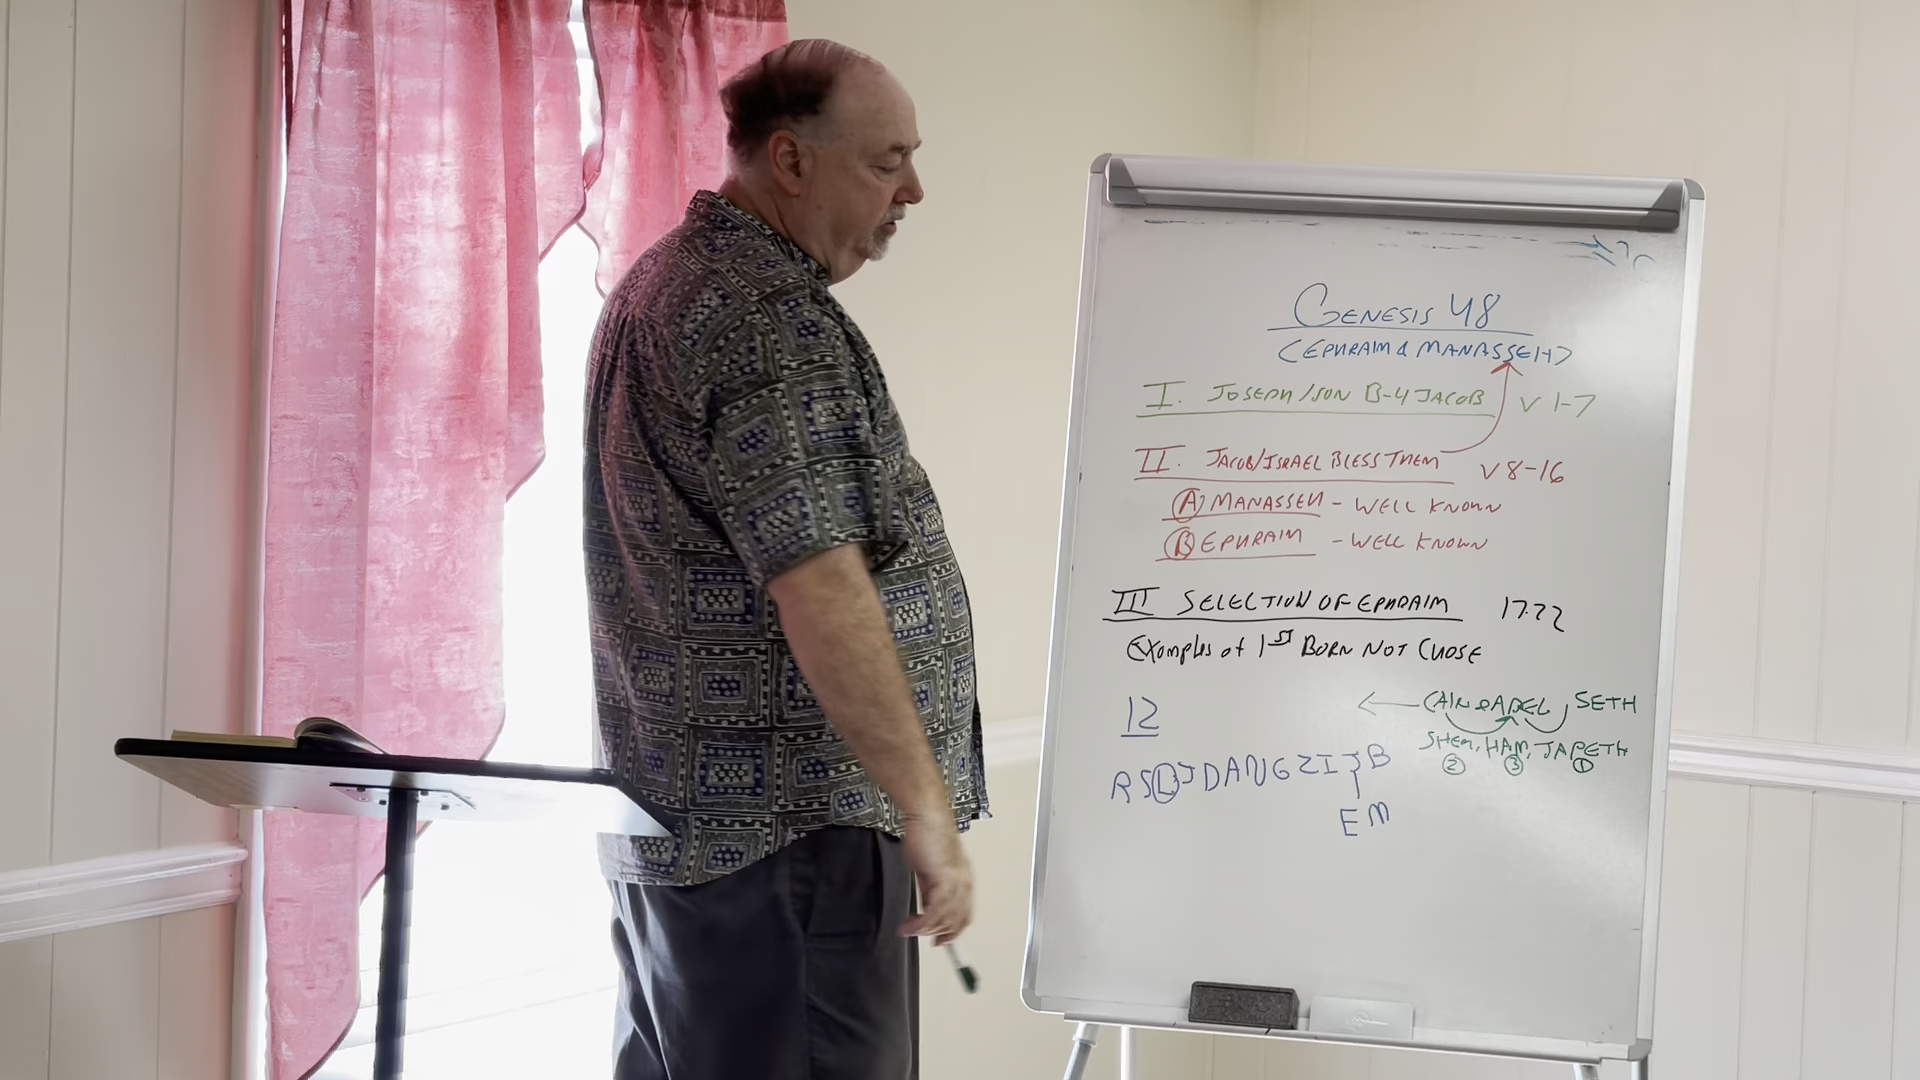 GENESIS 48
(EPHRAIM & MANASSEH)
I. JOSEPH/SON B-4 JACOB V 1-7
II. JACOB/ISRAEL BLESS THEM V 8-16
(A) MANASSEH - WELL KNOWN
(B) EPHRAIM - WELL KNOWN
III SELECTION OF EPHRAIM 17-22
Examples of 1ST BORN NOT CHOSE
CAIN & ABEL, SETH
12
SHEM, HAM, JAPETH
2 3 1
R S L J D A N G Z I J B
E M